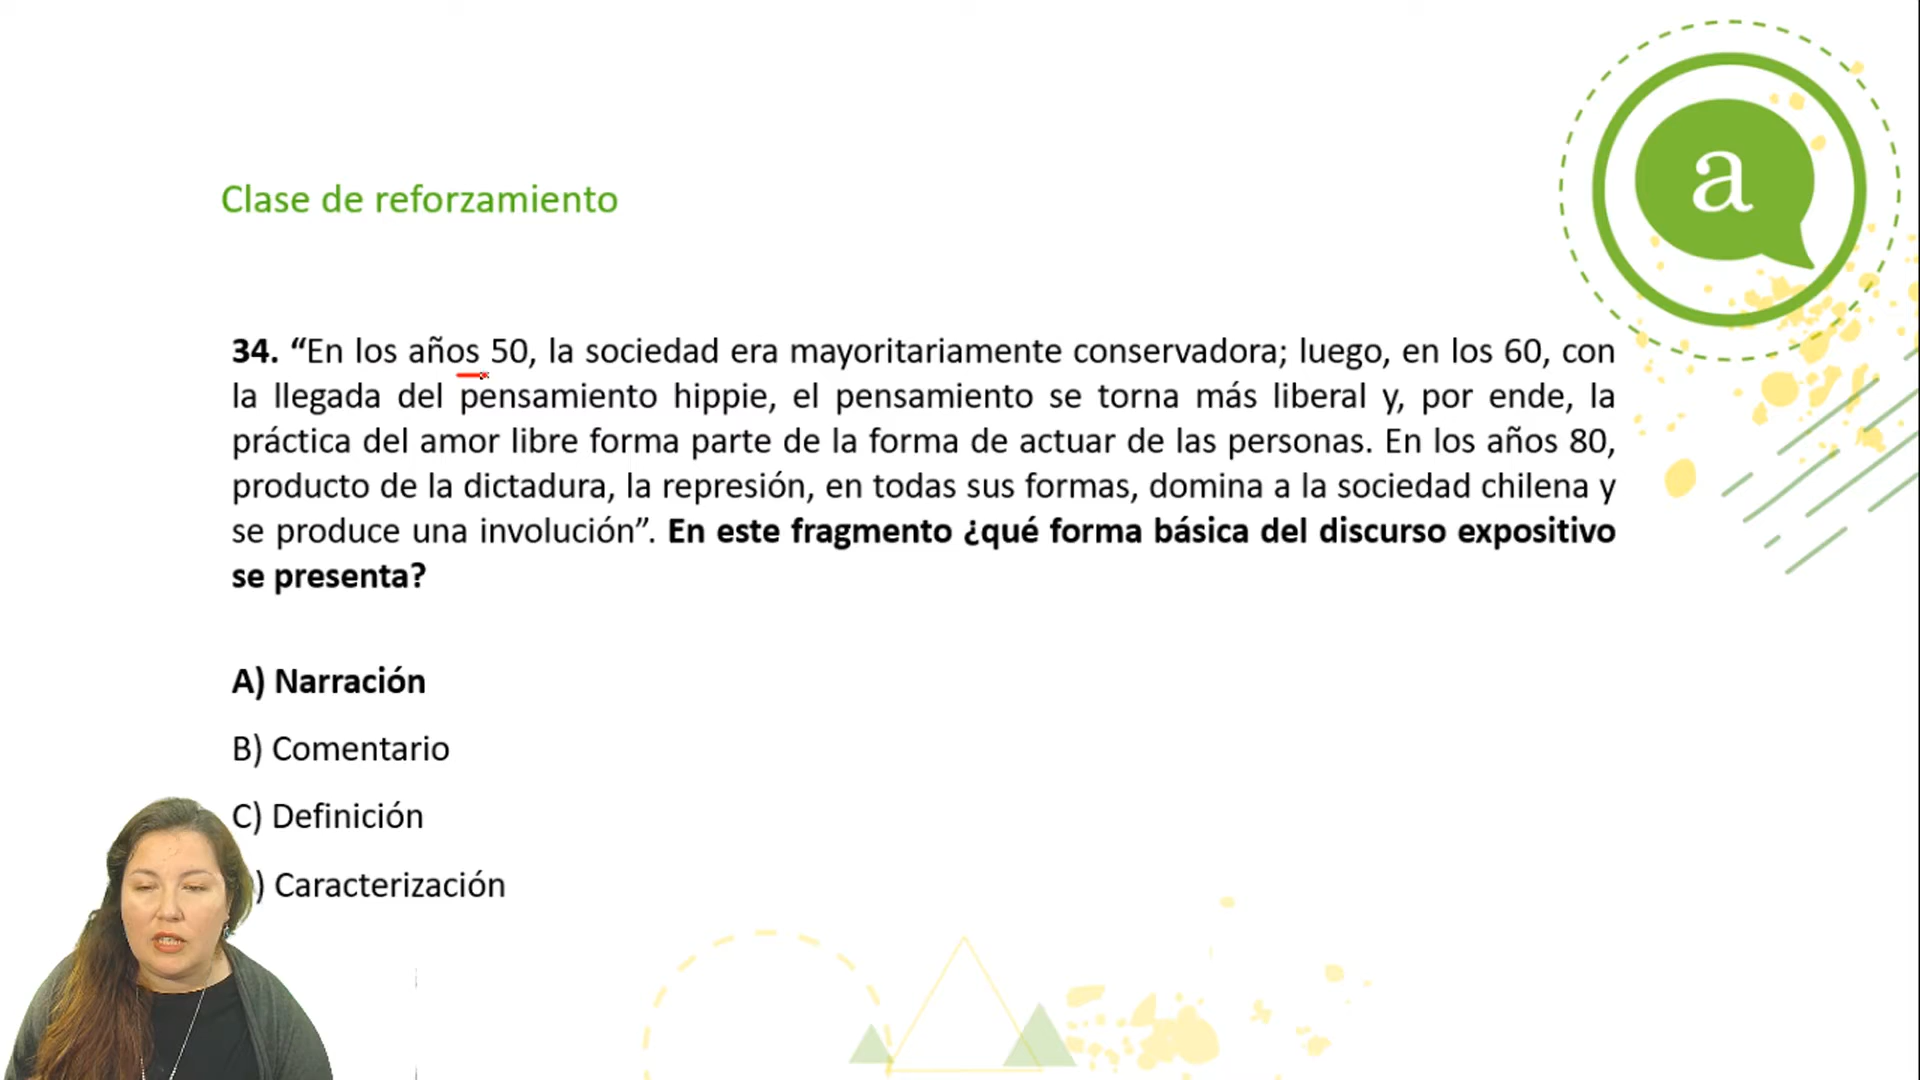 a
Clase de reforzamiento
34. “En los años 50, la sociedad era mayoritariamente conservadora; luego, en los 60, con
la llegada del pensamiento hippie, el pensamiento se torna más liberal y, por ende, la
práctica del amor libre forma parte de la forma de actuar de las personas. En los años 80,
producto de la dictadura, la represión, en todas sus formas, domina a la sociedad chilena y
se produce una involución”. En este fragmento ¿qué forma básica del discurso expositivo
se presenta?
A) Narración
B) Comentario
C) Definición
) Caracterización